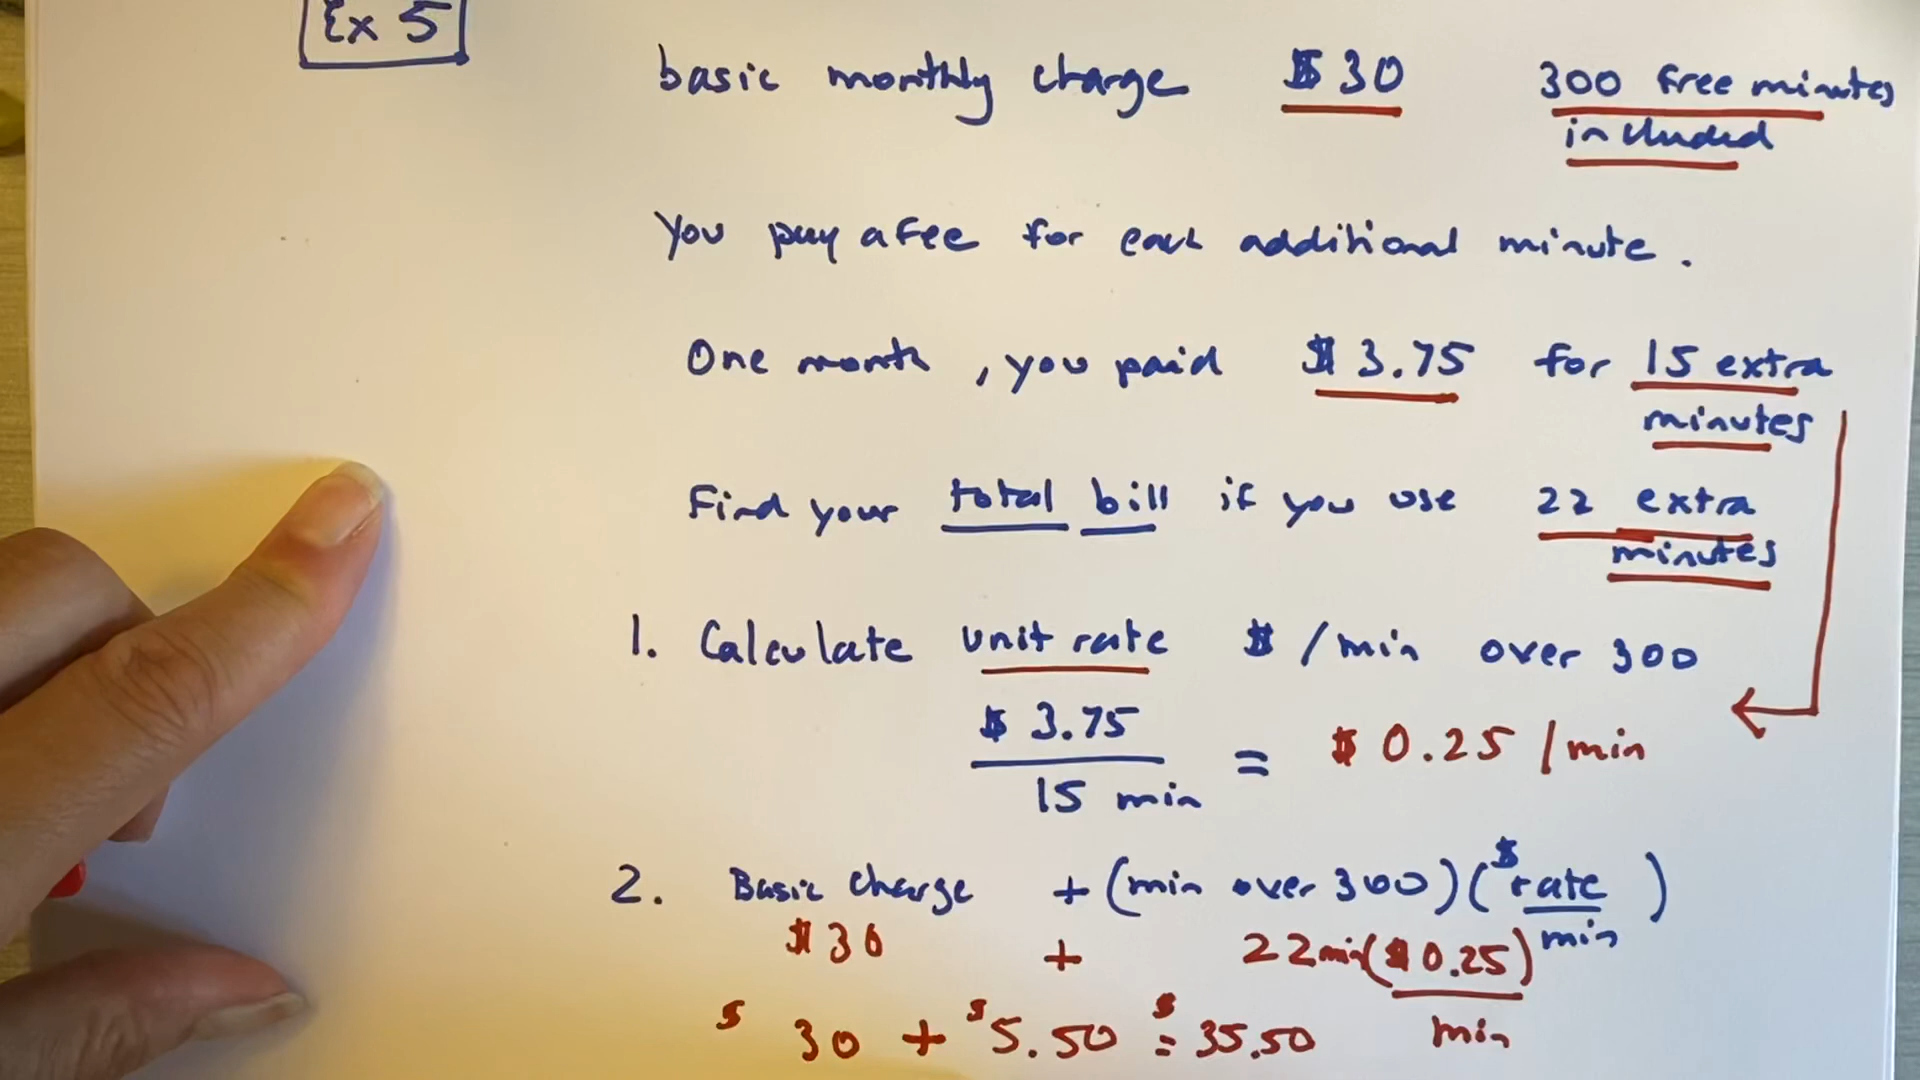 Ex 5
basic monthly charge $30 300 free minutes
included
You pay a fee for each additional minute.
One month, you paid $3.75 for 15 extra
minutes
Find your total bill if you use 22 extra
minutes
1. Calculate unit rate $ /min over 300
$ 3.75
15 min
= $ 0.25 / min
2. Basic charge + (min over 300)($ rate
min)
$30 + 22 min($0.25)
min
$ 30 + $5.50 = $35.50